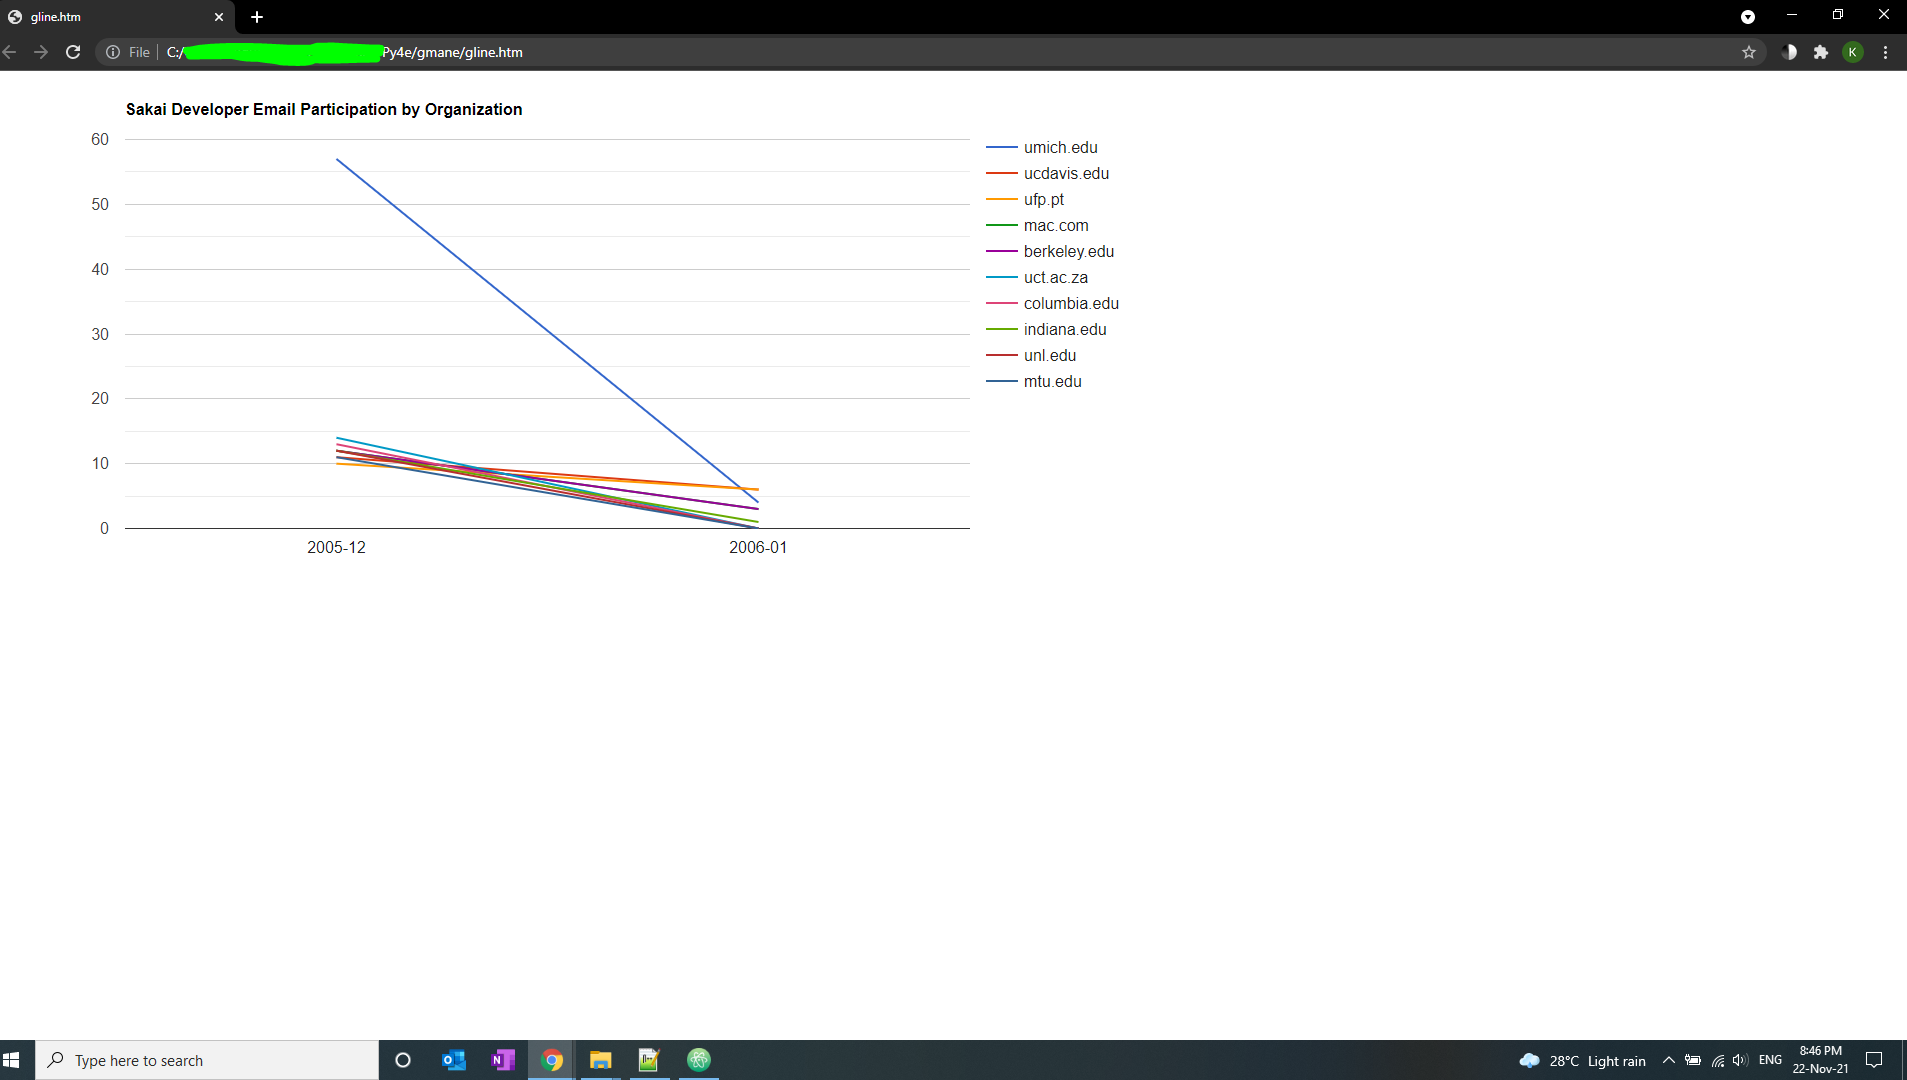 gline.htm
File
C:/
Py4e/gmane/gline.htm
K
Sakai Developer Email Participation by Organization
60
50
40
30
20
10
0
2005-12
2006-01
umich.edu
ucdavis.edu
ufp.pt
mac.com
berkeley.edu
uct.ac.za
columbia.edu
indiana.edu
unl.edu
mtu.edu
Type here to search
28°C Light rain
ENG
8:46 PM
22-Nov-21